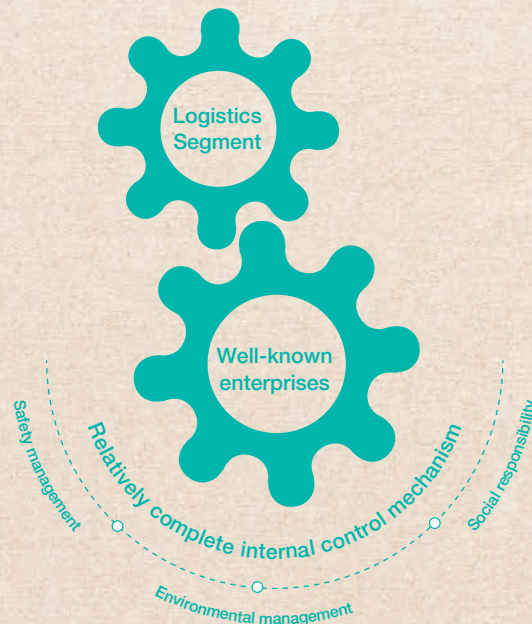 Logistics
Segment
Well-known
enterprises
Relatively complete internal control mechanism
Safety management
Environmental management
Social responsibility